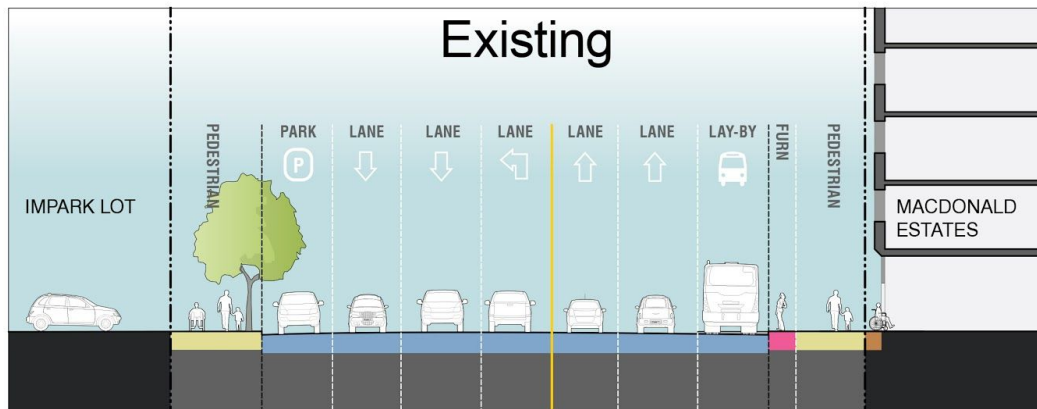 Existing
PEDESTRIAN
PARK
LANE
LANE
LANE
LANE
LANE
LAY-BY
FURN
PEDESTRIAN
P
IMPARK LOT
MACDONALD
ESTATES